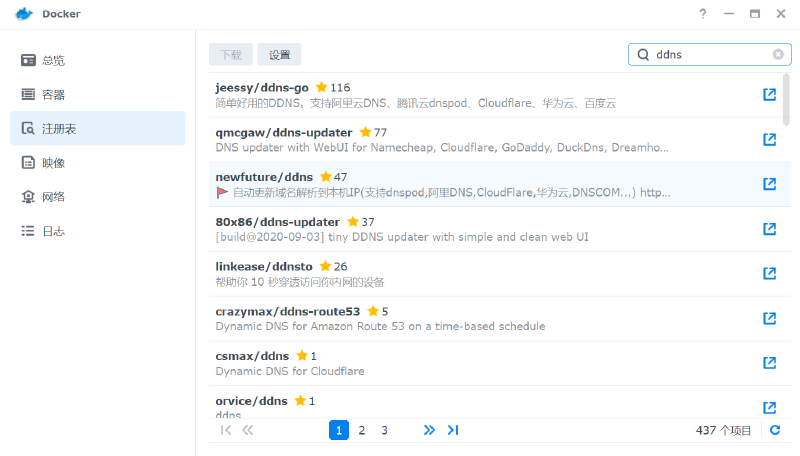 Docker
总览
容器
注册表
映像
网络
日志
下载 设置
ddns
jeessy/ddns-go 116
简单好用的DDNS。支持阿里云DNS、腾讯云dnspod、Cloudflare、华为云、百度云
qmcgaw/ddns-updater 77
DNS updater with WebUI for Namecheap, Cloudflare, GoDaddy, DuckDns, Dreamho...
newfuture/ddns 47
自动更新域名解析到本机IP(支持dnspod,阿里DNS,CloudFlare,华为云,DNSCOM...) http...
80x86/ddns-updater 37
[build@2020-09-03] tiny DDNS updater with simple and clean web UI
linkease/ddnsto 26
帮助你 10 秒穿透访问你内网的设备
crazymax/ddns-route53 5
Dynamic DNS for Amazon Route 53 on a time-based schedule
csmax/ddns 1
Dynamic DNS for Cloudflare
orvice/ddns 1
ddns
1 2 3
437 个项目